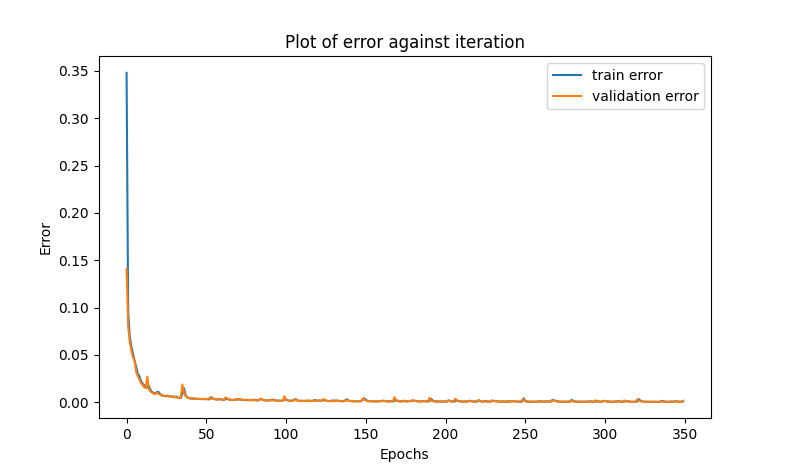 Plot of error against iteration
train error
validation error
0.35
0.30
0.25
0.20
0.15
0.10
0.05
0.00
Error
0 50 100 150 200 250 300 350
Epochs